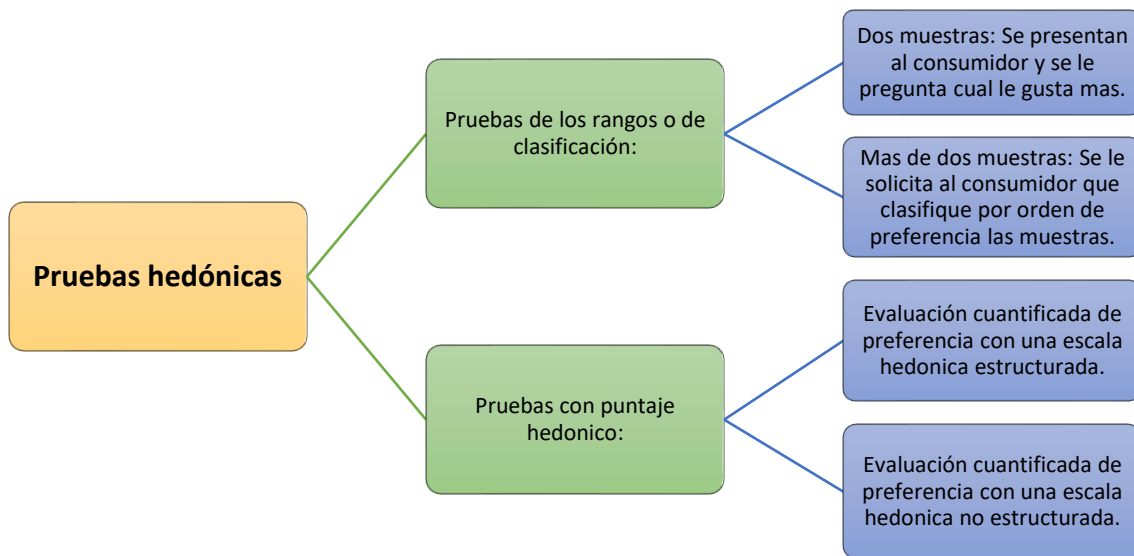 Pruebas hedónicas
Pruebas de los rangos o de
clasificación:
Dos muestras: Se presentan
al consumidor y se le
pregunta cual le gusta mas.
Mas de dos muestras: Se le
solicita al consumidor que
clasifique por orden de
preferencia las muestras.
Pruebas con puntaje
hedonico:
Evaluación cuantificada de
preferencia con una escala
hedonica estructurada.
Evaluación cuantificada de
preferencia con una escala
hedonica no estructurada.